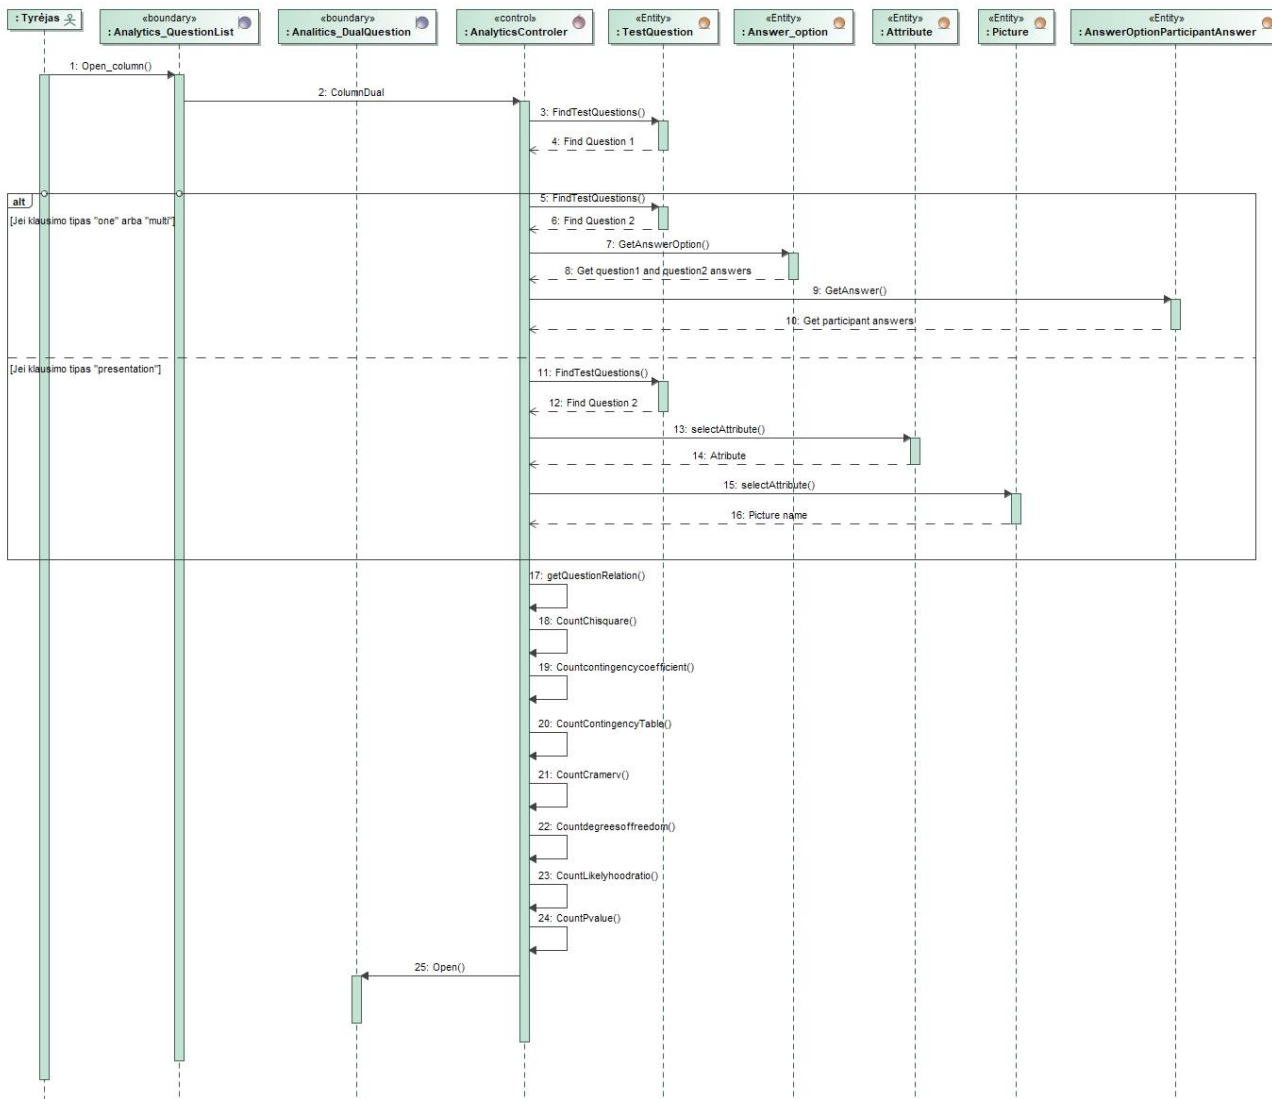 : Tyrėjas
«boundary»
: Analytics_QuestionList
«boundary»
: Analitics_DualQuestion
«control»
: AnalyticsControler
«Entity»
: TestQuestion
«Entity»
: Answer_option
«Entity»
: Attribute
«Entity»
: Picture
«Entity»
: AnswerOptionParticipantAnswer
1: Open_column()
2: ColumnDual
3: FindTestQuestions()
4: Find Question 1
alt
[Jei klausimo tipas "one" arba "multi"]
5: FindTestQuestions()
6: Find Question 2
7: GetAnswerOption()
8: Get question1 and question2 answers
9: GetAnswer()
10: Get participant answers
[Jei klausimo tipas "presentation"]
11: FindTestQuestions()
12: Find Question 2
13: selectAttribute()
14: Atribute
15: selectAttribute()
16: Picture name
17: getQuestionRelation()
18: CountChisquare()
19: Countcontingencycoefficient()
20: CountContingencyTable()
21: CountCramerv()
22: Countdegreesoffreedom()
23: CountLikelyhoodratio()
24: CountPvalue()
25: Open()